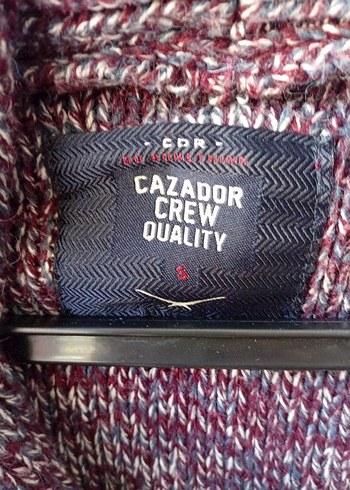 - CDR -
CAZADOR
CREW
QUALITY
S